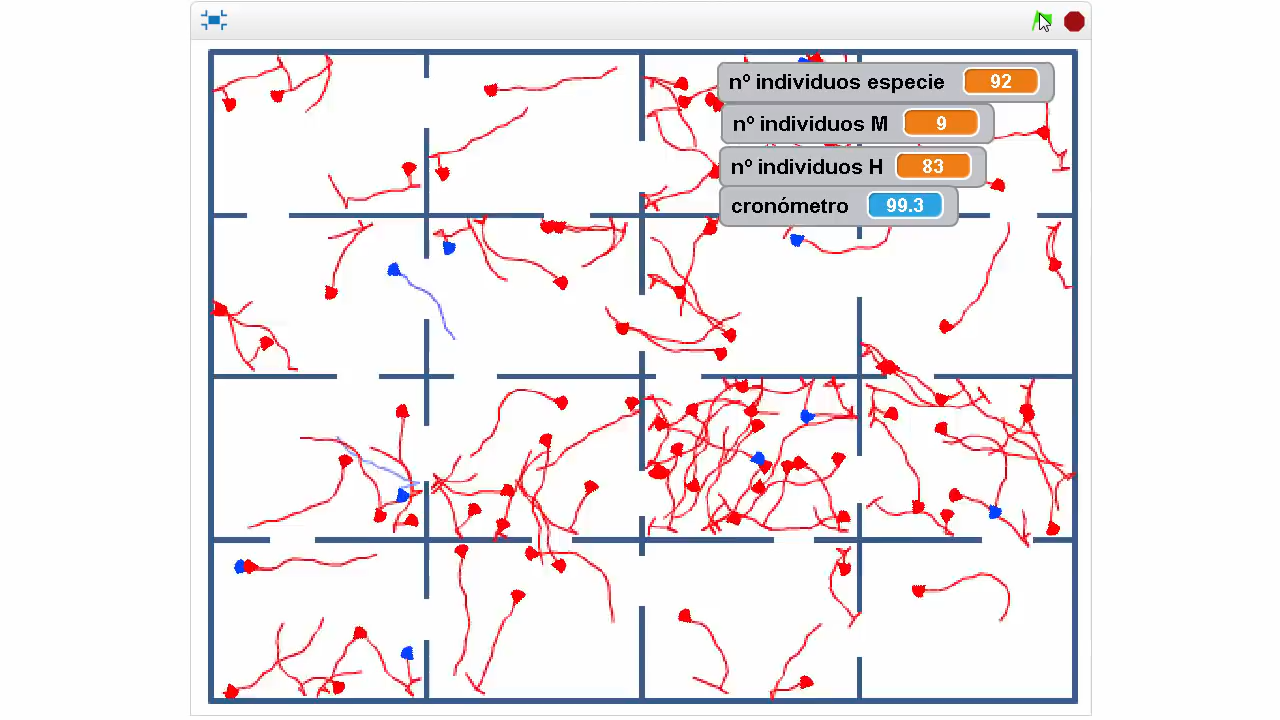 nº individuos especie 92
nº individuos M 9
nº individuos H 83
cronómetro 99.3